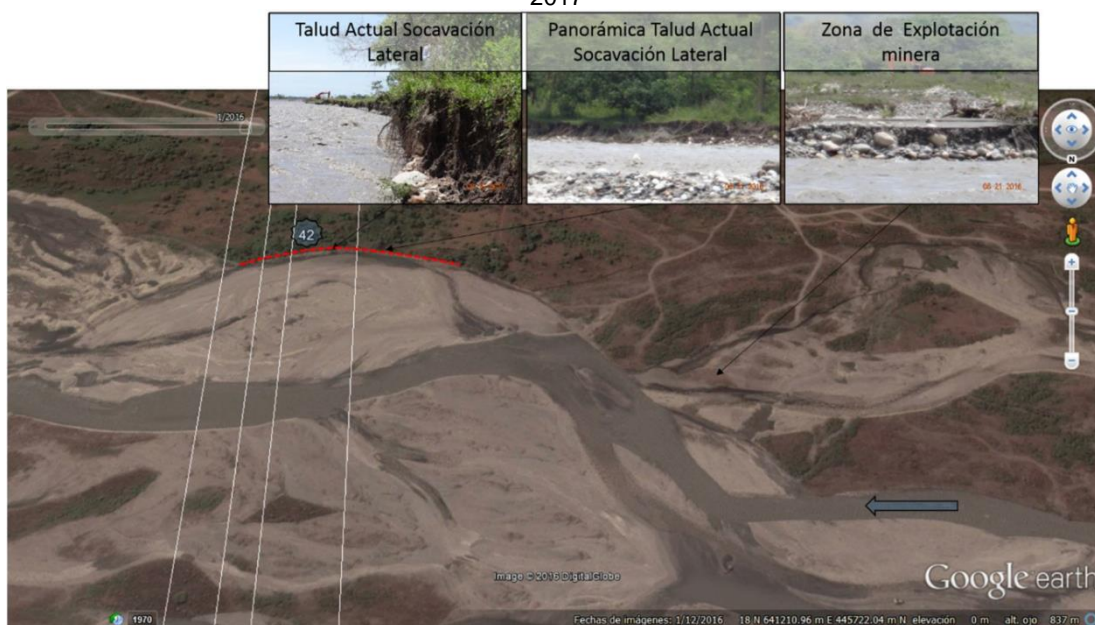 2017
Talud Actual Socavación
Lateral
Panorámica Talud Actual
Socavación Lateral
Zona de Explotación
minera
08 21 2016
1/2016
N
42
Image © 2016 DigitalGlobe
Google earth
1970
Fechas de imágenes: 1/12/2016 18 N 641210.96 m E 445722.04 m N elevación 0 m alt. ojo 837 m